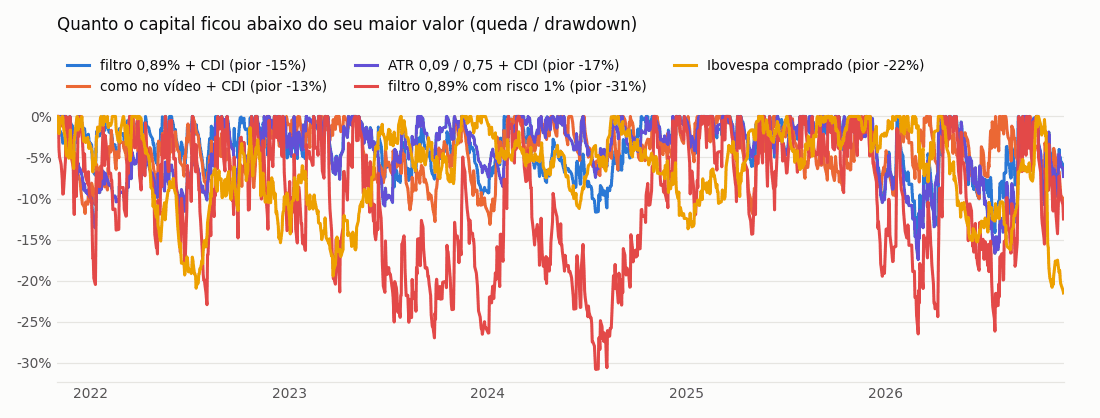 Quanto o capital ficou abaixo do seu maior valor (queda / drawdown)
filtro 0,89% + CDI (pior -15%)
ATR 0,09 / 0,75 + CDI (pior -17%)
Ibovespa comprado (pior -22%)
como no vídeo + CDI (pior -13%)
filtro 0,89% com risco 1% (pior -31%)
0%
-5%
-10%
-15%
-20%
-25%
-30%
2022 2023 2024 2025 2026